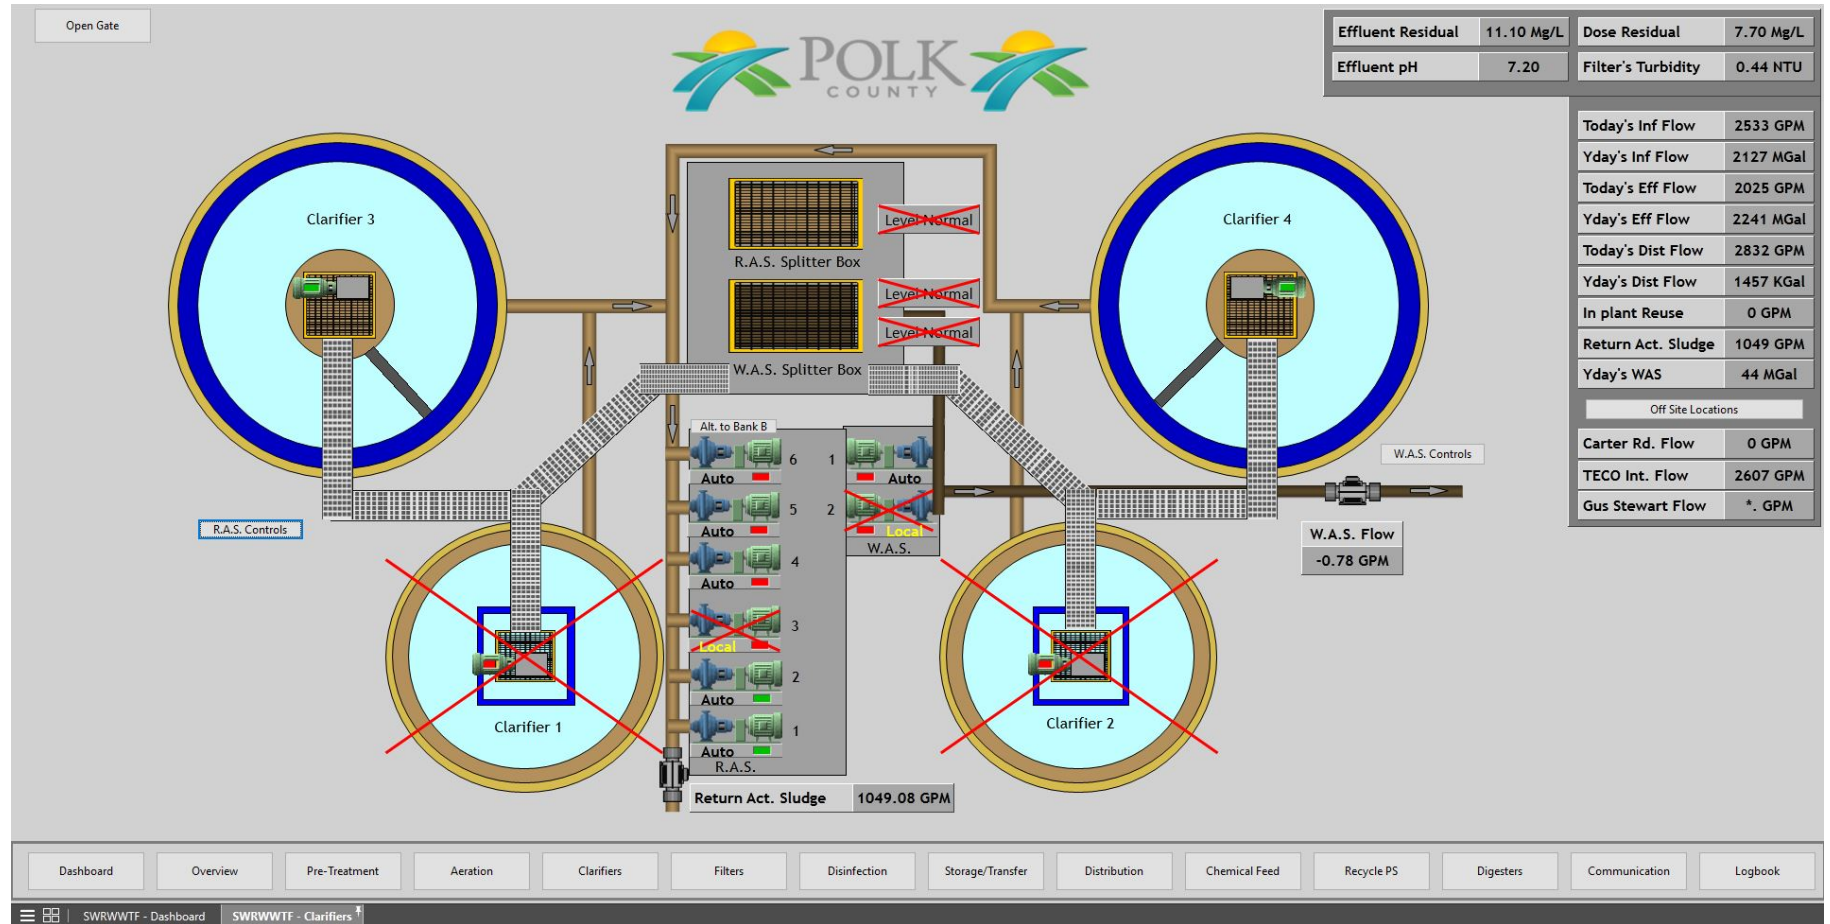 Open Gate
POLK
COUNTY
Effluent Residual 11.10 Mg/L Dose Residual 7.70 Mg/L
Effluent pH 7.20 Filter's Turbidity 0.44 NTU
Today's Inf Flow 2533 GPM
Yday's Inf Flow 2127 MGal
Today's Eff Flow 2025 GPM
Yday's Eff Flow 2241 MGal
Today's Dist Flow 2832 GPM
Yday's Dist Flow 1457 KGal
In plant Reuse 0 GPM
Return Act. Sludge 1049 GPM
Yday's WAS 44 MGal
Off Site Locations
Carter Rd. Flow 0 GPM
TECO Int. Flow 2607 GPM
Gus Stewart Flow *. GPM
Clarifier 3
Level Normal
Clarifier 4
R.A.S. Splitter Box
Level Normal
Level Normal
W.A.S. Splitter Box
Alt. to Bank B
6
Auto
5
Auto
4
Auto
3
Local
2
Auto
1
Auto
R.A.S.
1
Auto
2
Local
W.A.S.
W.A.S. Controls
R.A.S. Controls
W.A.S. Flow
-0.78 GPM
Clarifier 1
Clarifier 2
Return Act. Sludge 1049.08 GPM
Dashboard Overview Pre-Treatment Aeration Clarifiers Filters Disinfection Storage/Transfer Distribution Chemical Feed Recycle PS Digesters Communication Logbook
SWRWWTF - Dashboard SWRWWTF - Clarifiers